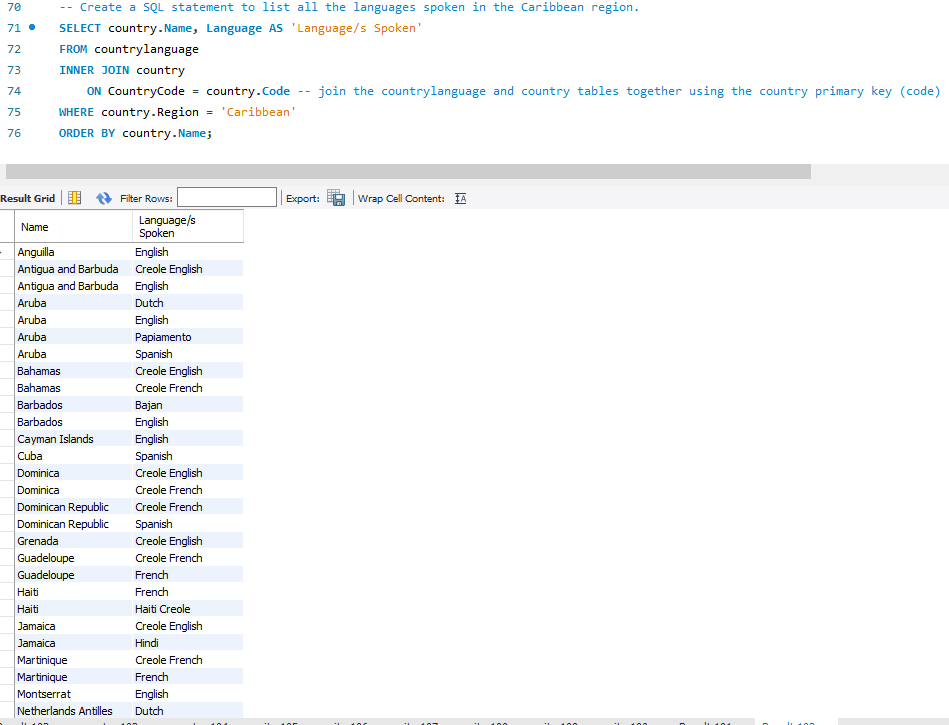 70 -- Create a SQL statement to list all the languages spoken in the Caribbean region.
71 SELECT country.Name, Language AS 'Language/s Spoken'
72 FROM countrylanguage
73 INNER JOIN country
74 ON CountryCode = country.Code -- join the countrylanguage and country tables together using the country primary key (code)
75 WHERE country.Region = 'Caribbean'
76 ORDER BY country.Name;
Result Grid Filter Rows: Export: Wrap Cell Content:
Name Language/s
Spoken
Anguilla English
Antigua and Barbuda Creole English
Antigua and Barbuda English
Aruba Dutch
Aruba English
Aruba Papiamento
Aruba Spanish
Bahamas Creole English
Bahamas Creole French
Barbados Bajan
Barbados English
Cayman Islands English
Cuba Spanish
Dominica Creole English
Dominica Creole French
Dominican Republic Creole French
Dominican Republic Spanish
Grenada Creole English
Guadeloupe Creole French
Guadeloupe French
Haiti French
Haiti Haiti Creole
Jamaica Creole English
Jamaica Hindi
Martinique Creole French
Martinique French
Montserrat English
Netherlands Antilles Dutch